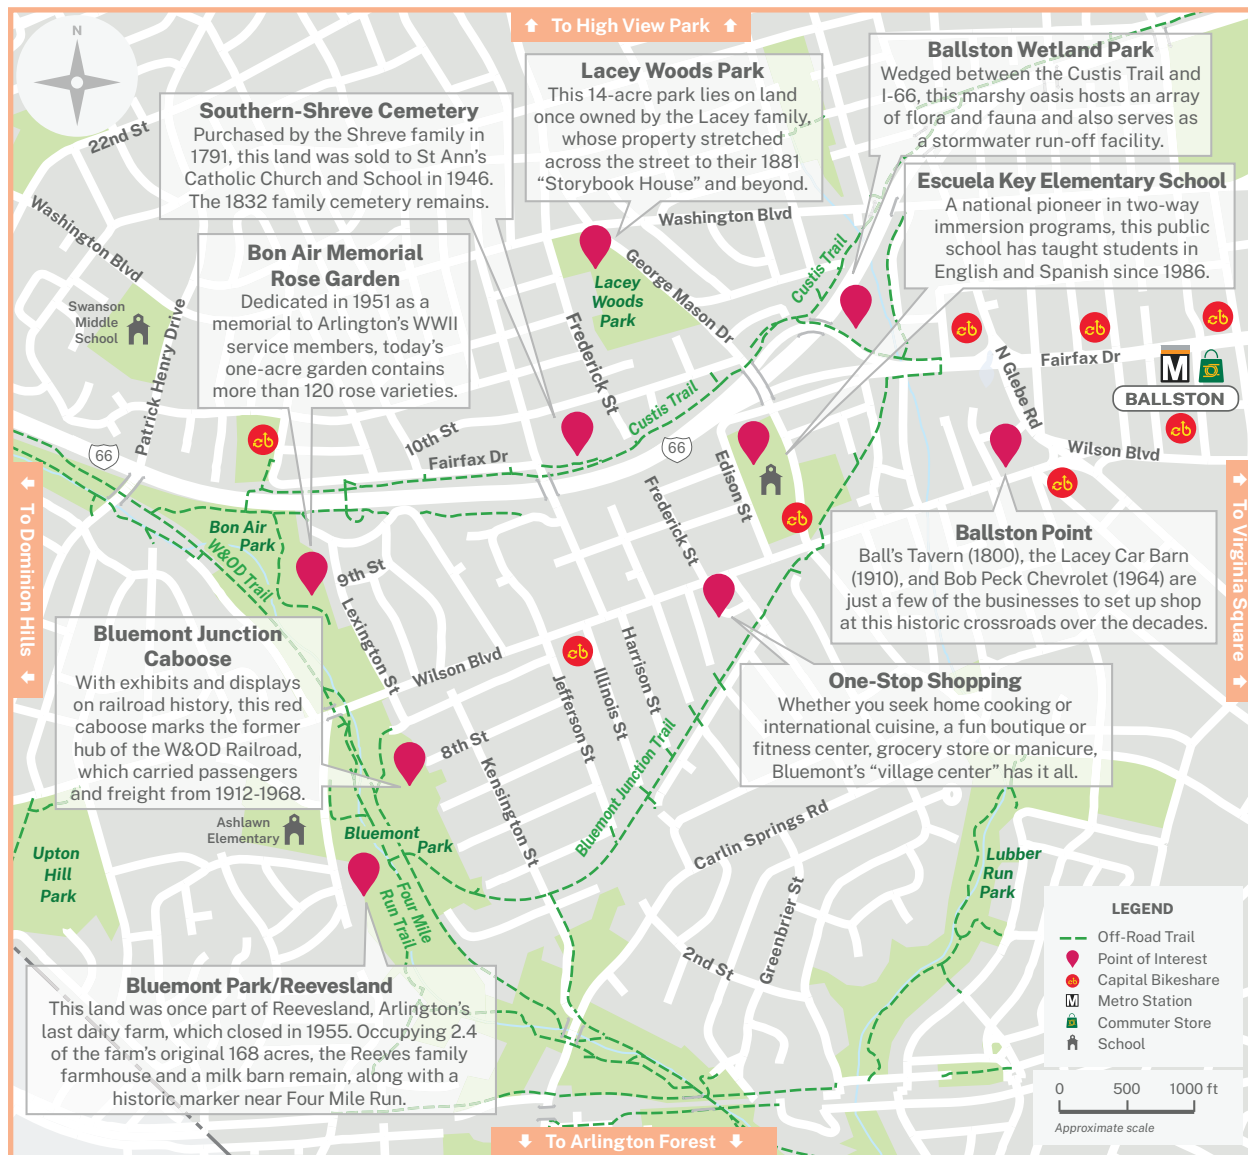 To High View Park
N
Ballston Wetland Park
Wedged between the Custis Trail and
I-66, this marshy oasis hosts an array
of flora and fauna and also serves as
a stormwater run-off facility.
Lacey Woods Park
This 14-acre park lies on land
once owned by the Lacey family,
whose property stretched
across the street to their 1881
“Storybook House” and beyond.
Southern-Shreve Cemetery
Purchased by the Shreve family in
1791, this land was sold to St Ann’s
Catholic Church and School in 1946.
The 1832 family cemetery remains.
22nd St
Escuela Key Elementary School
A national pioneer in two-way
immersion programs, this public
school has taught students in
English and Spanish since 1986.
Washington Blvd
Washington Blvd
Bon Air Memorial
Rose Garden
Dedicated in 1951 as a
memorial to Arlington’s WWII
service members, today’s
one-acre garden contains
more than 120 rose varieties.
George Mason Dr
Custis Trail
Lacey
Woods
Park
Swanson
Middle
School
Patrick Henry Drive
Frederick St
N Glebe Rd
Fairfax Dr
M
BALLSTON
Custis Trail
10th St
Fairfax Dr
66
66
Edison St
Wilson Blvd
Frederick St
To Dominion Hills
To Virginia Square
Bon Air
Park
W&OD Trail
9th St
Lexington St
Ballston Point
Ball’s Tavern (1800), the Lacey Car Barn
(1910), and Bob Peck Chevrolet (1964) are
just a few of the businesses to set up shop
at this historic crossroads over the decades.
Bluemont Junction
Caboose
With exhibits and displays
on railroad history, this red
caboose marks the former
hub of the W&OD Railroad,
which carried passengers
and freight from 1912-1968.
Wilson Blvd
Harrison St
Illinois St
Jefferson St
One-Stop Shopping
Whether you seek home cooking or
international cuisine, a fun boutique or
fitness center, grocery store or manicure,
Bluemont’s “village center” has it all.
8th St
Kensington St
Bluemont Junction Trail
Ashlawn
Elementary
Bluemont
Park
Carlin Springs Rd
Upton
Hill
Park
Four Mile
Run Trail
Lubber
Run
Park
Greenbrier St
2nd St
Bluemont Park/Reevesland
This land was once part of Reevesland, Arlington’s
last dairy farm, which closed in 1955. Occupying 2.4
of the farm’s original 168 acres, the Reeves family
farmhouse and a milk barn remain, along with a
historic marker near Four Mile Run.
LEGEND
Off-Road Trail
Point of Interest
Capital Bikeshare
M Metro Station
Commuter Store
School
0 500 1000 ft
Approximate scale
To Arlington Forest